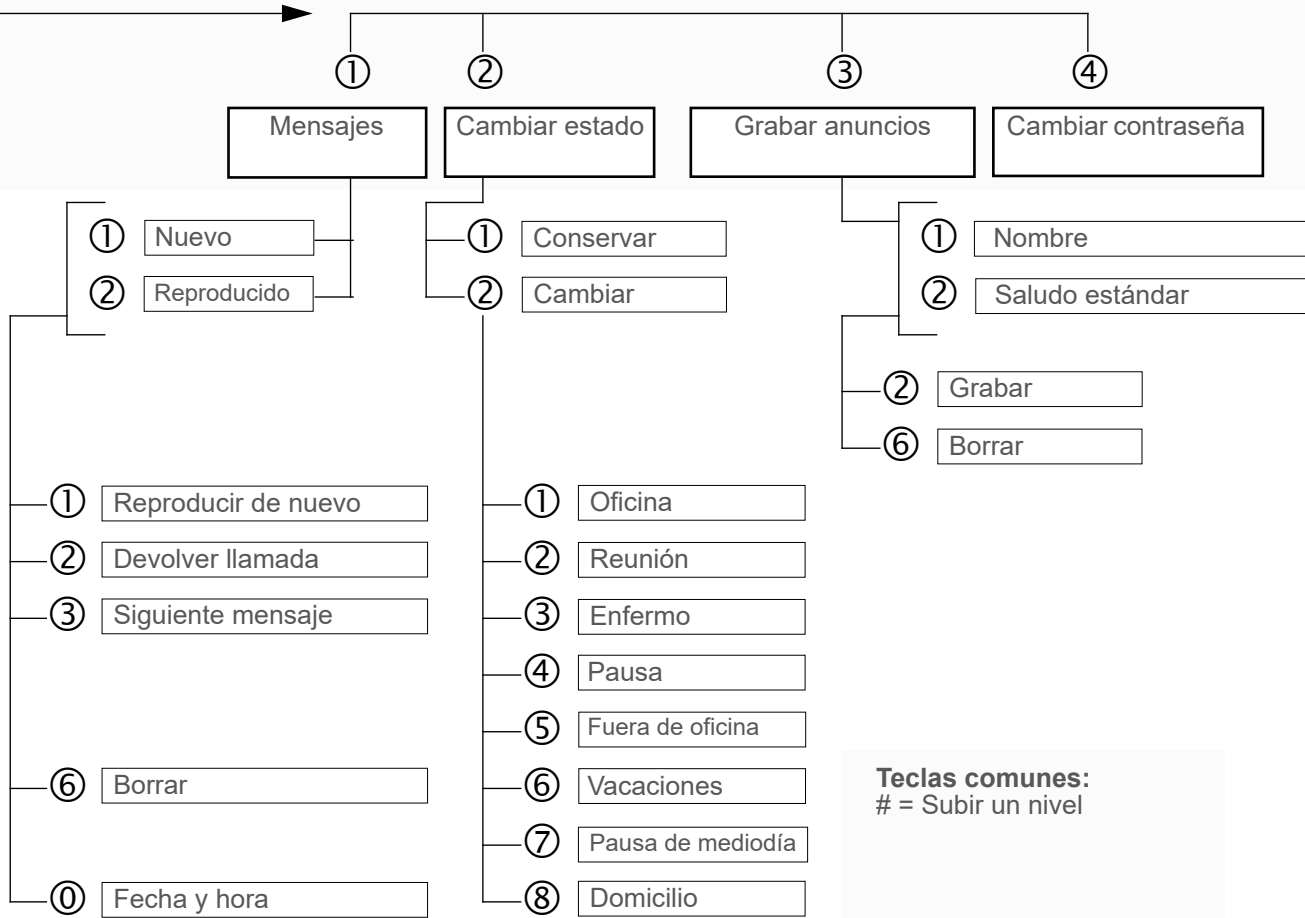 ① ② ③ ④
Mensajes Cambiar estado Grabar anuncios Cambiar contraseña
① Nuevo ① Conservar ① Nombre
② Reproducido ② Cambiar ② Saludo estándar
② Grabar
⑥ Borrar
① Reproducir de nuevo ① Oficina
② Devolver llamada ② Reunión
③ Siguiente mensaje ③ Enfermo
④ Pausa
⑤ Fuera de oficina
⑥ Borrar ⑥ Vacaciones Teclas comunes:
# = Subir un nivel
⑦ Pausa de mediodía
⓪ Fecha y hora ⑧ Domicilio